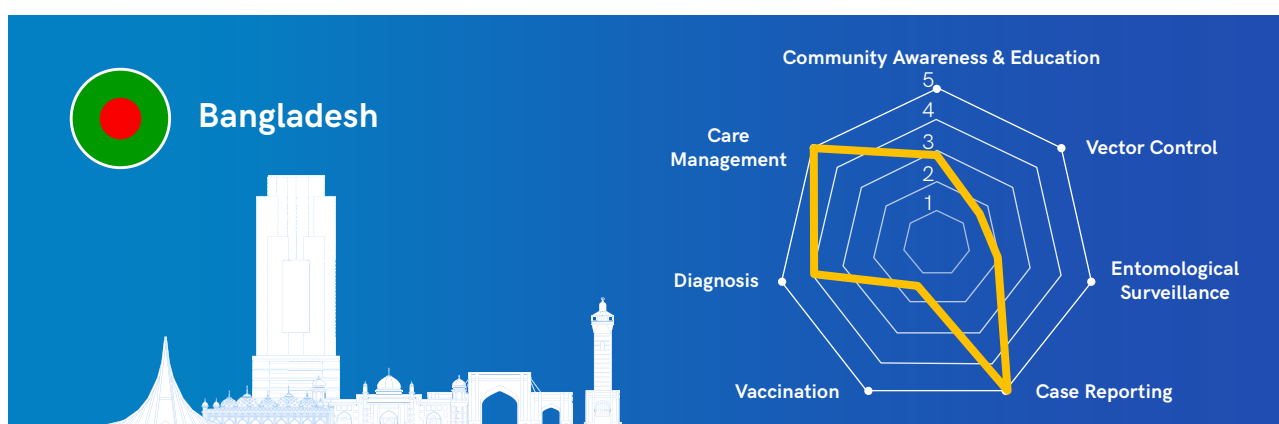 Bangladesh
Community Awareness & Education
5
4
3
2
1
Care
Management
Vector Control
Diagnosis
Entomological
Surveillance
Vaccination
Case Reporting